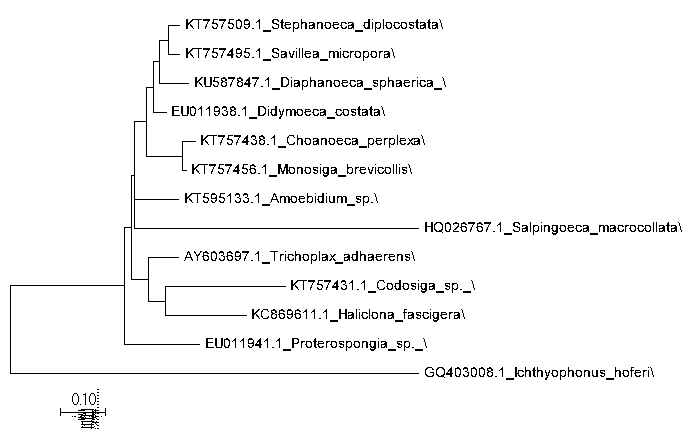 KT757509.1_Stephanoeca_diplocostata\
KT757495.1_Savillea_micropora\
KU587847.1_Diaphanoeca_sphaerica_\
EU011938.1_Didymoeca_costata\
KT757438.1_Choanoeca_perplexa\
KT757456.1_Monosiga_brevicollis\
KT595133.1_Amoebidium_sp.\
HQ026767.1_Salpingoeca_macrocollata\
AY603697.1_Trichoplax_adhaerens\
KT757431.1_Codosiga_sp._\
KC869611.1_Haliclona_fascigera\
EU011941.1_Proterospongia_sp._\
GQ403008.1_Ichthyophonus_hoferi\
0.10